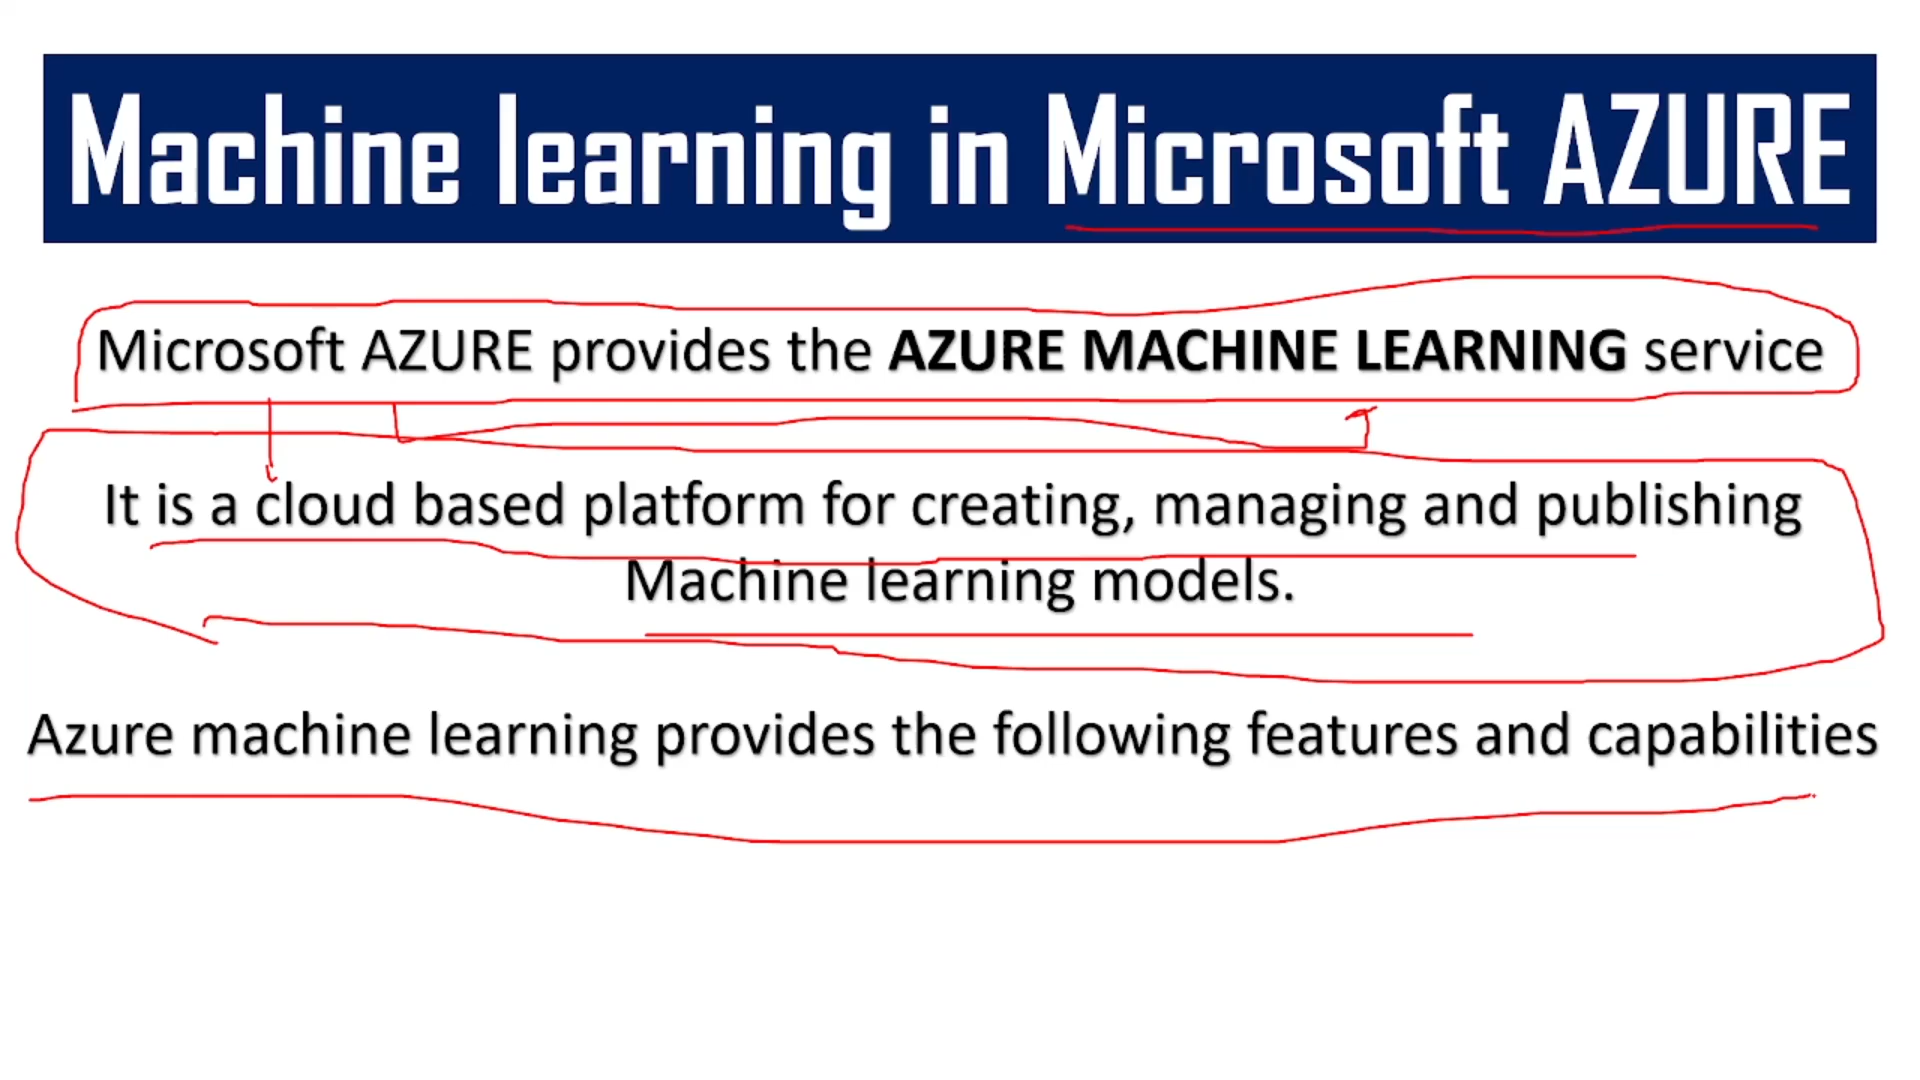 Machine learning in Microsoft AZURE
Microsoft AZURE provides the AZURE MACHINE LEARNING service
It is a cloud based platform for creating, managing and publishing
Machine learning models.
Azure machine learning provides the following features and capabilities